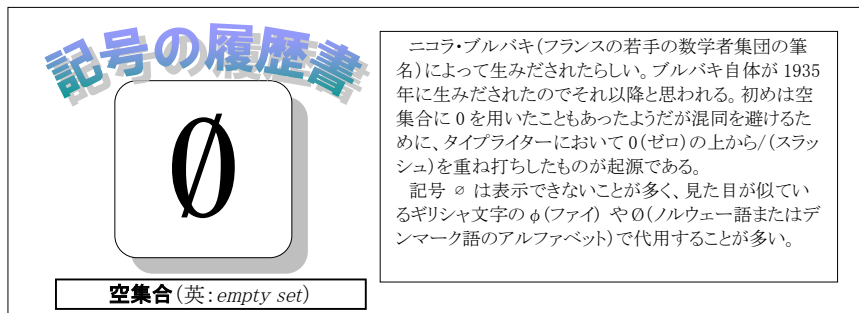 記号の履歴書
∅
空集合(英：empty set)
ニコラ・ブルバキ(フランスの若手の数学者集団の筆
名)によって生みだされたらしい。ブルバキ自体が 1935
年に生みだされたのでそれ以降と思われる。初めは空
集合に 0 を用いたこともあったようだが混同を避けるた
めに、タイプライターにおいて 0(ゼロ)の上から/(スラッ
シュ)を重ね打ちしたものが起源である。
記号 ∅ は表示できないことが多く、見た目が似てい
るギリシャ文字のφ(ファイ) やØ(ノルウェー語またはデ
ンマーク語のアルファベット)で代用することが多い。